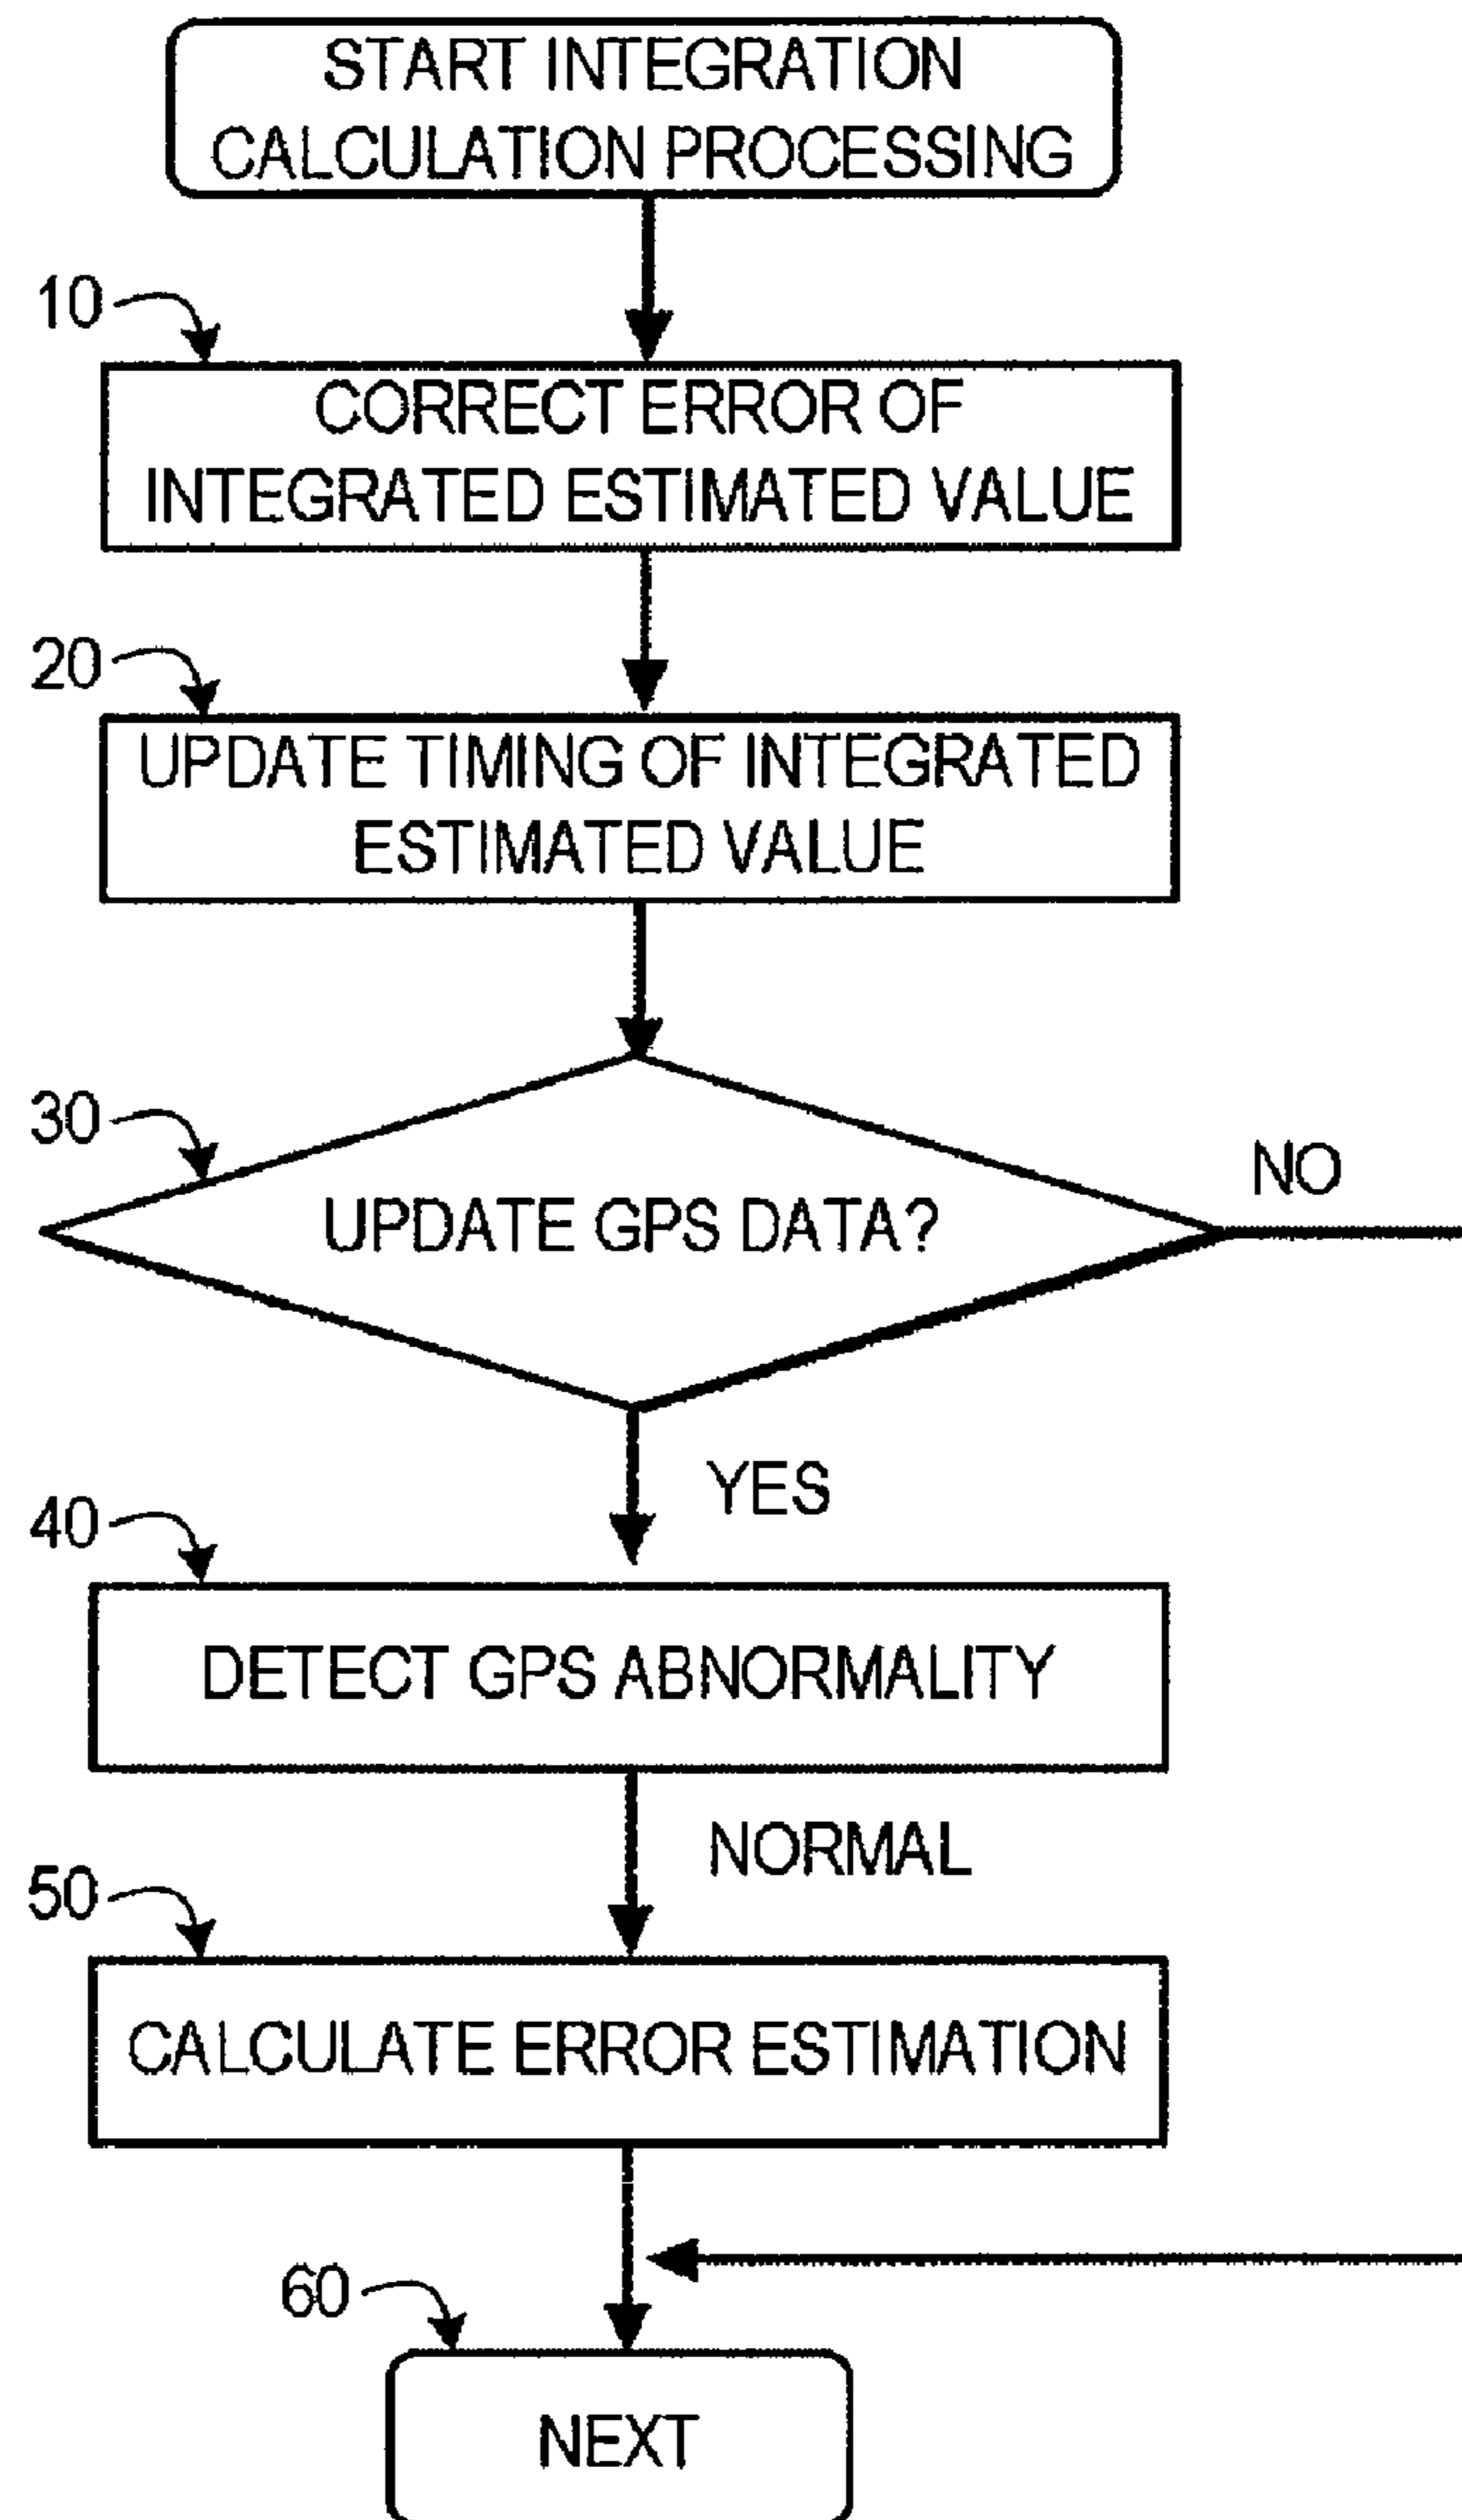 START INTEGRATION
CALCULATION PROCESSING
10
CORRECT ERROR OF
INTEGRATED ESTIMATED VALUE
20
UPDATE TIMING OF INTEGRATED
ESTIMATED VALUE
30
UPDATE GPS DATA?
NO
YES
40
DETECT GPS ABNORMALITY
NORMAL
50
CALCULATE ERROR ESTIMATION
60
NEXT